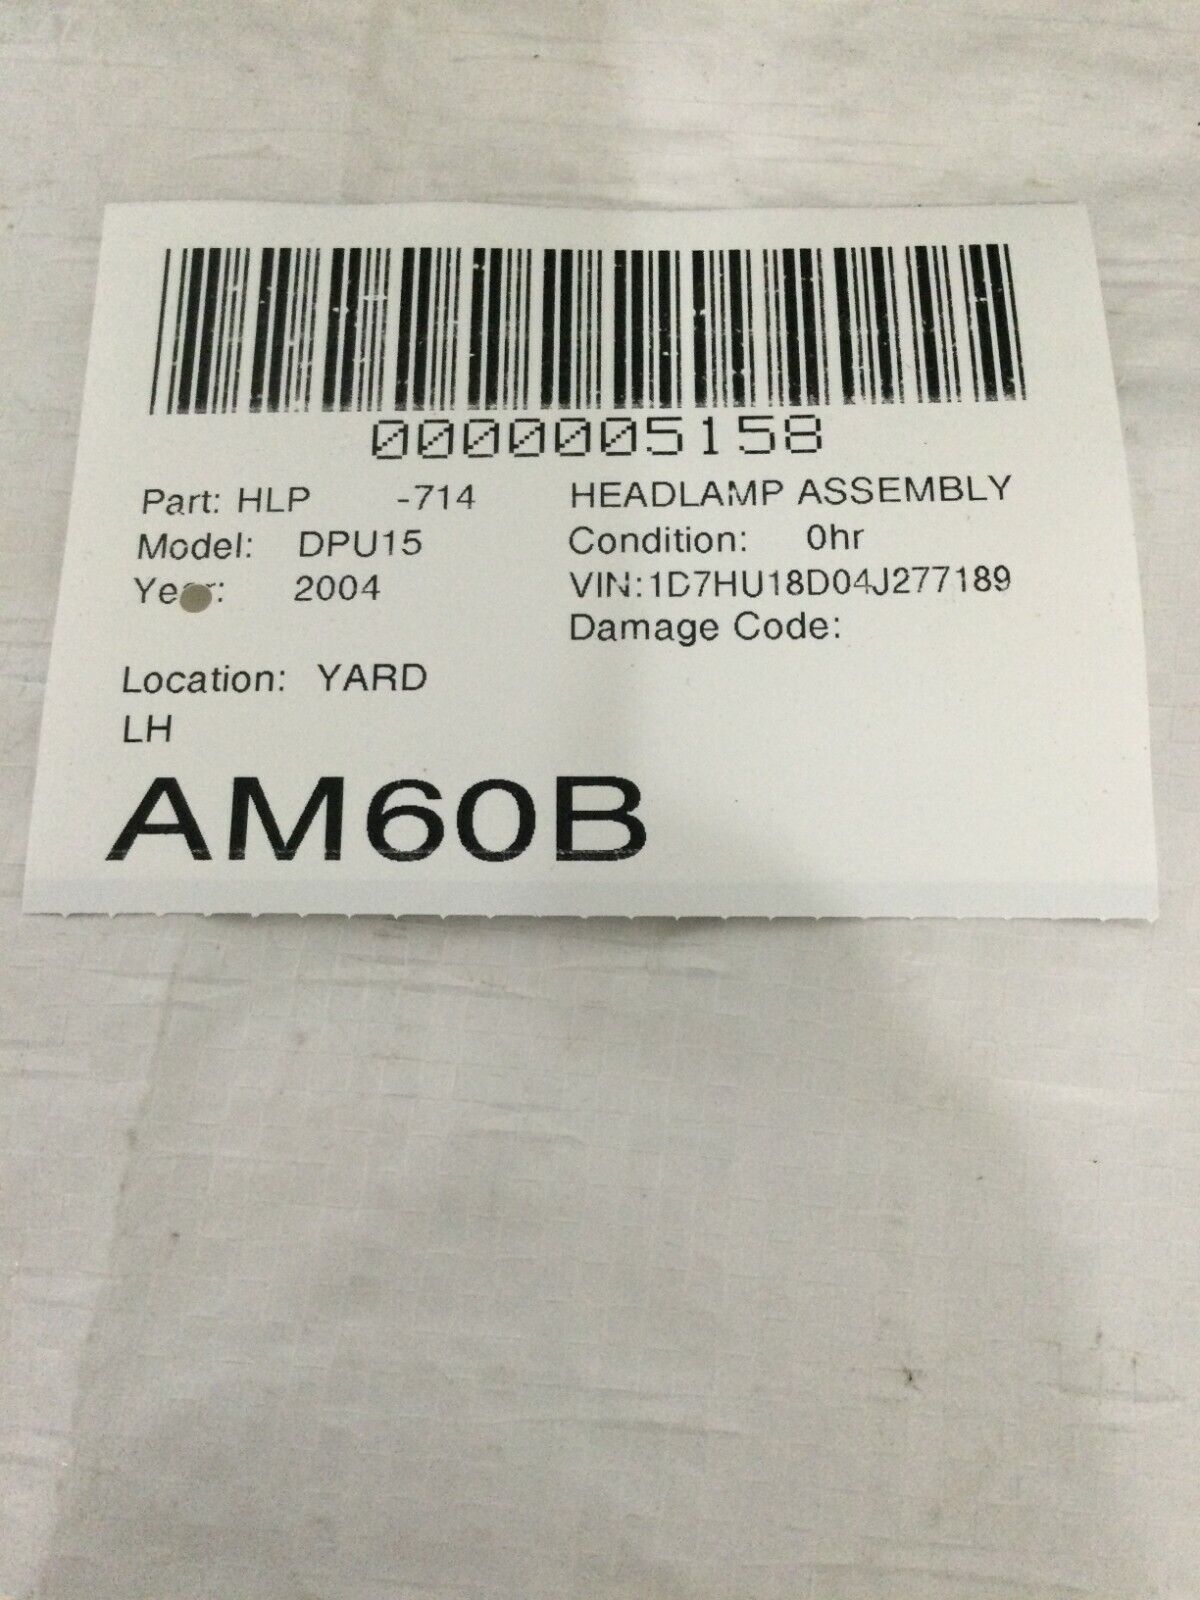 0000005158
Part: HLP -714 HEADLAMP ASSEMBLY
Model: DPU15 Condition: 0hr
Year: 2004 VIN:1D7HU18D04J277189
Damage Code:
Location: YARD
LH
AM60B